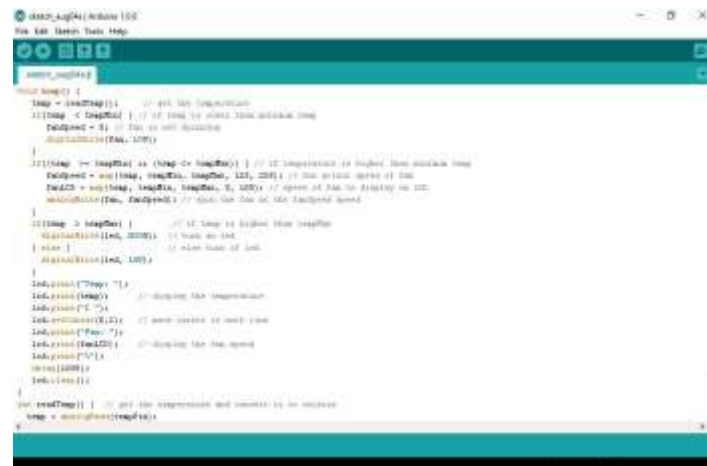 sketch_aug04a | Arduino 1.0.0
File Edit Sketch Tools Help
sketch_aug04a
void loop() {
temp = readTemp(); // get the temperature
if(temp < tempMin) { // if temp is lower than minimum temp
fanSpeed = 0; // fan is not spinning
digitalWrite(fan, LOW);
}
if((temp >= tempMin) && (temp <= tempMax)) { // if temperature is higher than minimum temp
fanSpeed = map(temp, tempMin, tempMax, // the actual speed of fan
fanLCD = map(temp, tempMin, tempMax, 0, 100); // speed of fan to display on LCD
analogWrite(fan, fanSpeed); // spin the fan at the fanSpeed speed
}
if(temp > tempMax) { // if temp is higher than tempMax
digitalWrite(led, HIGH); // turn on led
} else { // else turn of led
digitalWrite(led, LOW);
}
lcd.print("Temp: ");
lcd.print(temp); // display the temperature
lcd.print("C ");
lcd.setCursor(0,1); // move cursor to next line
lcd.print("Fan: ");
lcd.print(fanLCD); // display the fan speed
lcd.print("%");
lcd.clear();
}
int readTemp() { // get the temperature and convert it to celsius
temp = analogRead(tempPin);